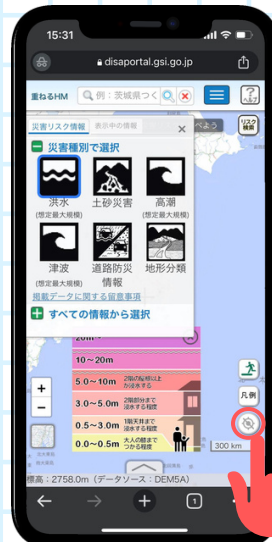 15:31
disaportal.gsi.go.jp
重ねるHM
例：茨城県つく
ヘルプ
災害リスク情報
表示中の情報
×
べよう
リスク
検索
災害種別で選択
洪水
(想定最大規模)
土砂災害
高潮
(想定最大規模)
津波
(想定最大規模)
道路防災
情報
地形分類
掲載データに関する留意事項
すべての情報から選択
20m~
10~20m
5.0~10m
2階の屋根以上
が浸水する
3.0~5.0m
2階部分まで
浸水する程度
0.5~3.0m
1階天井まで
浸水する程度
0.0~0.5m
大人の膝まで
つかる程度
凡例
+
−
300 km
標高：2758.0m（データソース：DEM5A）
1